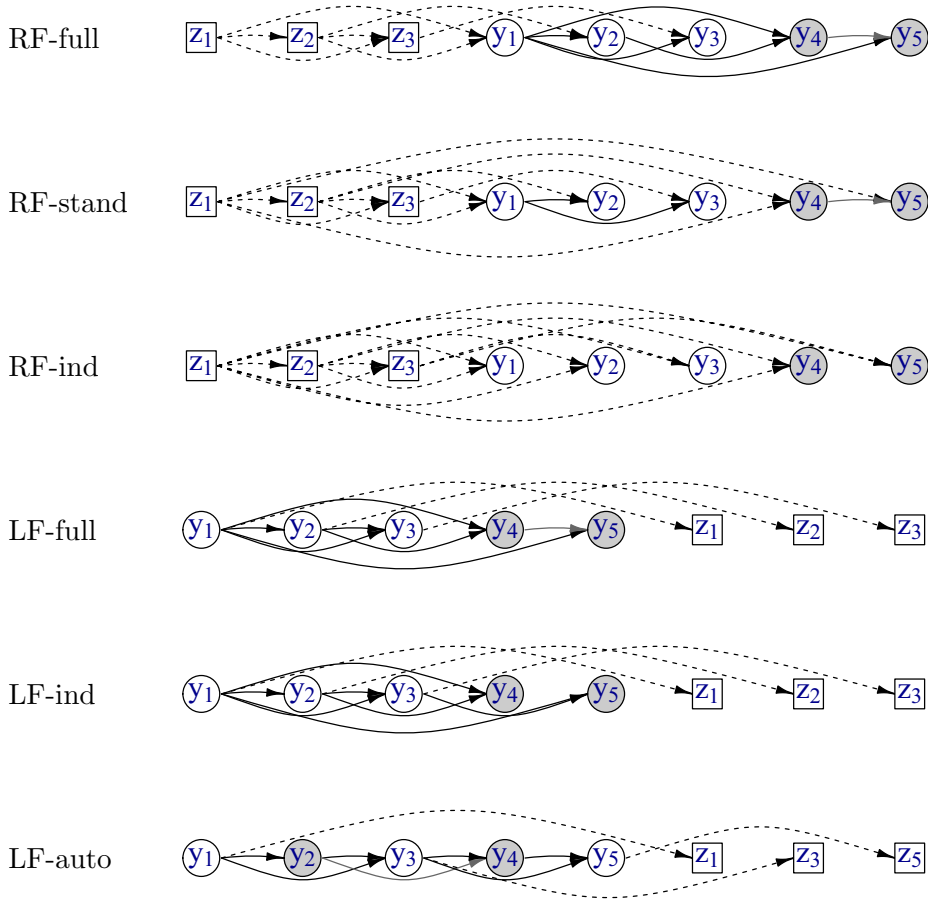 RF-full z1 z2 z3 y1 y2 y3 y4 y5
RF-stand z1 z2 z3 y1 y2 y3 y4 y5
RF-ind z1 z2 z3 y1 y2 y3 y4 y5
LF-full y1 y2 y3 y4 y5 z1 z2 z3
LF-ind y1 y2 y3 y4 y5 z1 z2 z3
LF-auto y1 y2 y3 y4 y5 z1 z3 z5